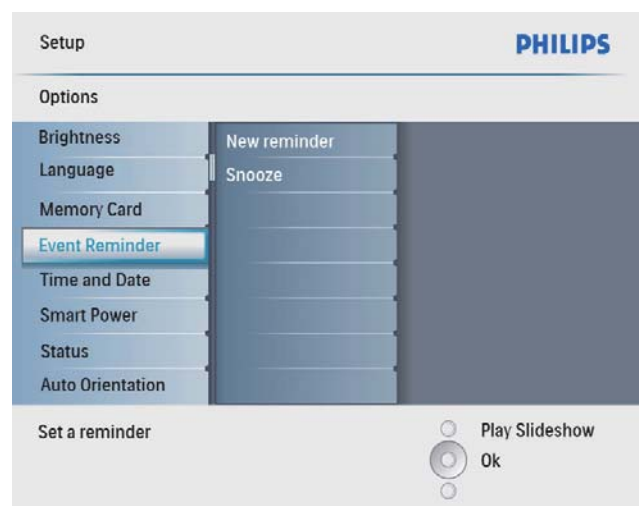 Setup
PHILIPS
Options
Brightness
Language
Memory Card
Event Reminder
Time and Date
Smart Power
Status
Auto Orientation
New reminder
Snooze
Set a reminder
Play Slideshow
Ok